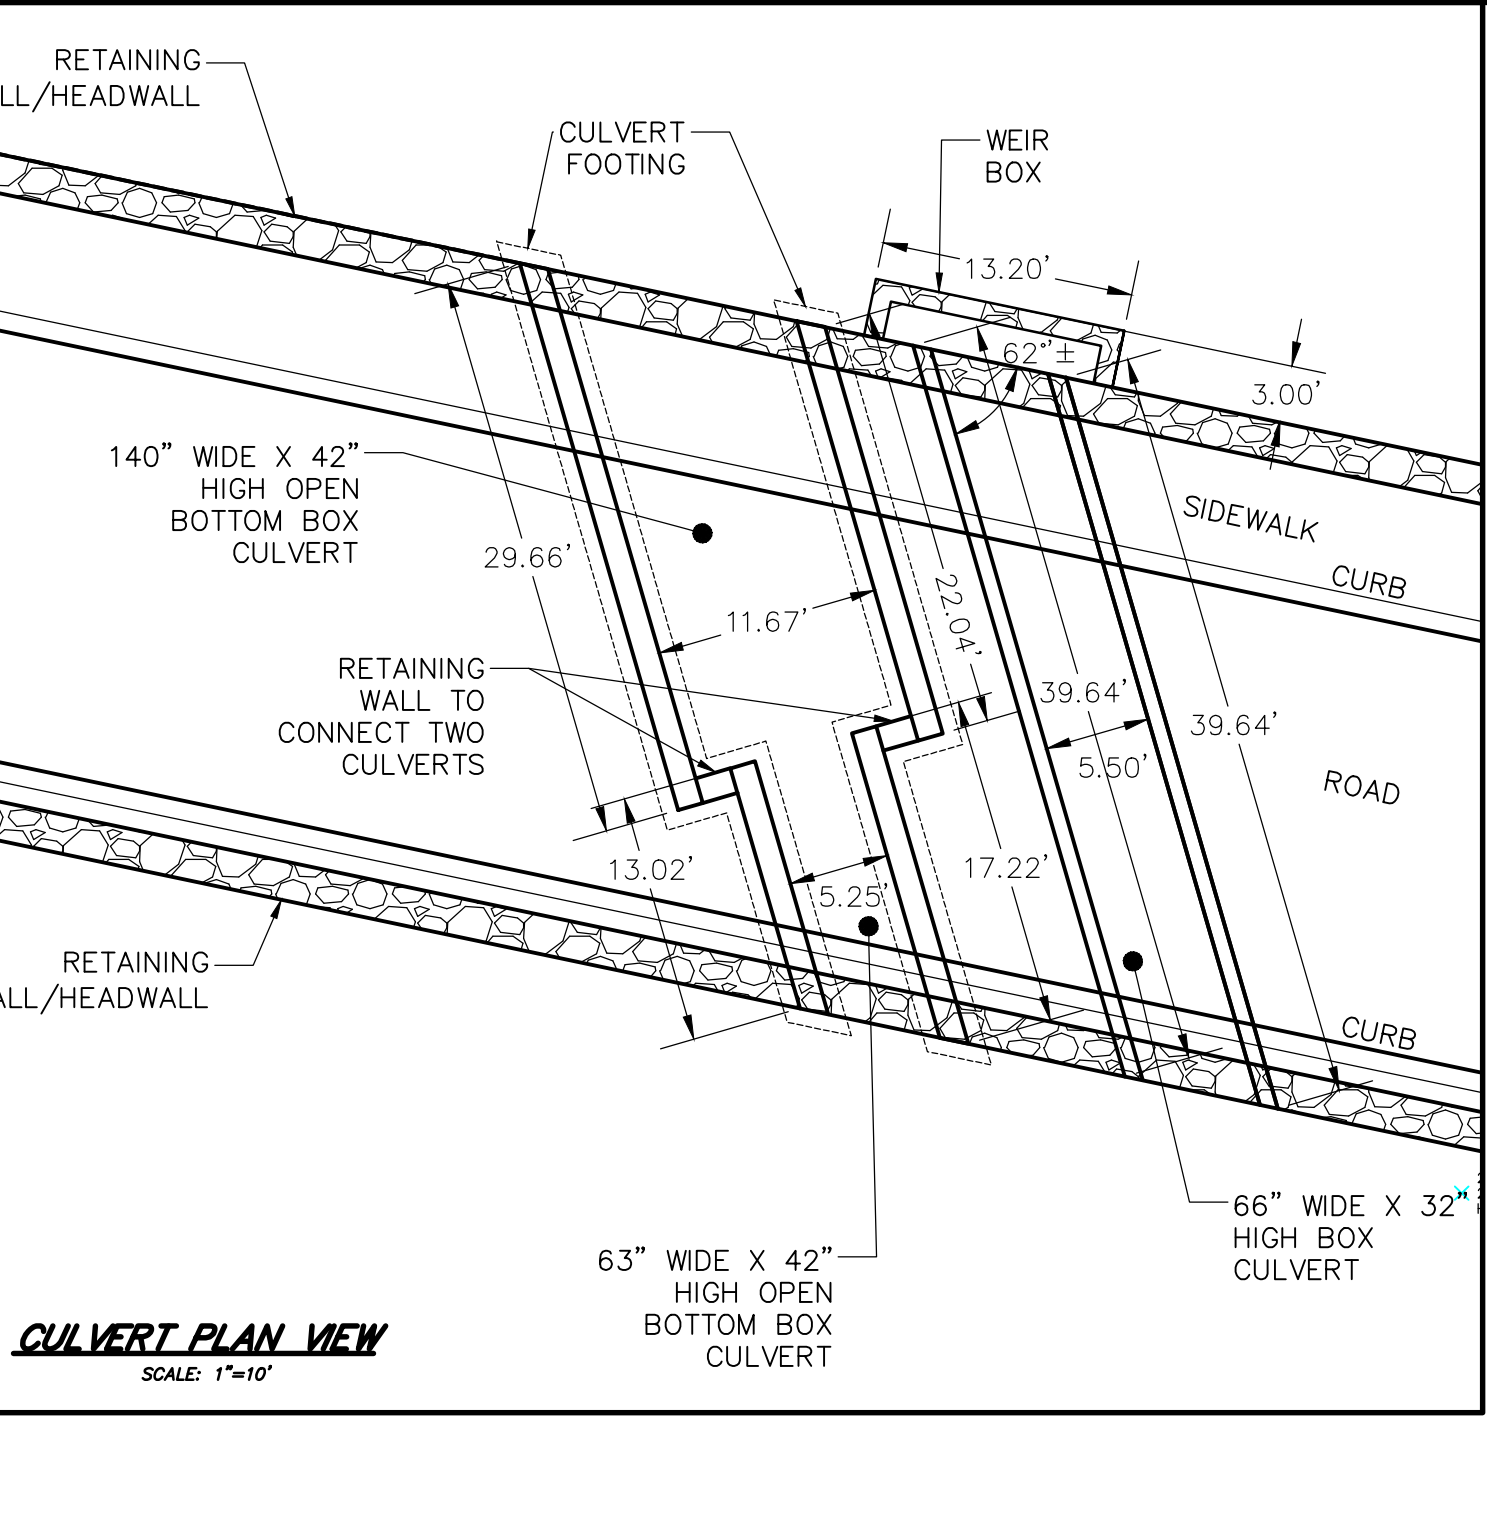 RETAINING
LL/HEADWALL
CULVERT
FOOTING
WEIR
BOX
13.20'
62°'±
3.00'
140" WIDE X 42"
HIGH OPEN
BOTTOM BOX
CULVERT
SIDEWALK
CURB
29.66'
11.67'
22.04'
RETAINING
WALL TO
CONNECT TWO
CULVERTS
39.64'
39.64'
5.50'
ROAD
13.02'
5.25'
17.22'
RETAINING
ALL/HEADWALL
CURB
66" WIDE X 32"
HIGH BOX
CULVERT
63" WIDE X 42"
HIGH OPEN
BOTTOM BOX
CULVERT
CULVERT PLAN VIEW
SCALE: 1"=10'